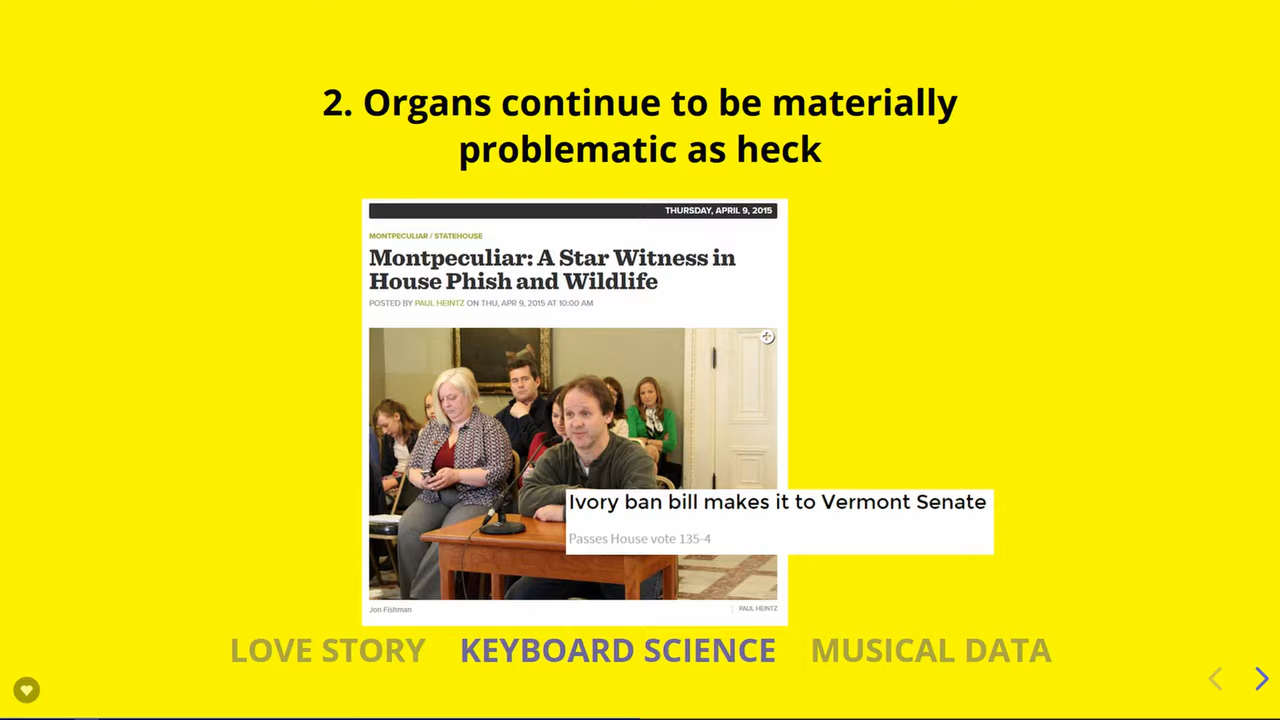 2. Organs continue to be materially
problematic as heck
THURSDAY, APRIL 9, 2015
MONTPECULIAR / STATEHOUSE
Montpeculiar: A Star Witness in
House Phish and Wildlife
POSTED BY PAUL HEINTZ ON THU, APR 9, 2015 AT 10:00 AM
Ivory ban bill makes it to Vermont Senate
Passes House vote 135-4
Jon Fishman
PAUL HEINTZ
LOVE STORY KEYBOARD SCIENCE MUSICAL DATA